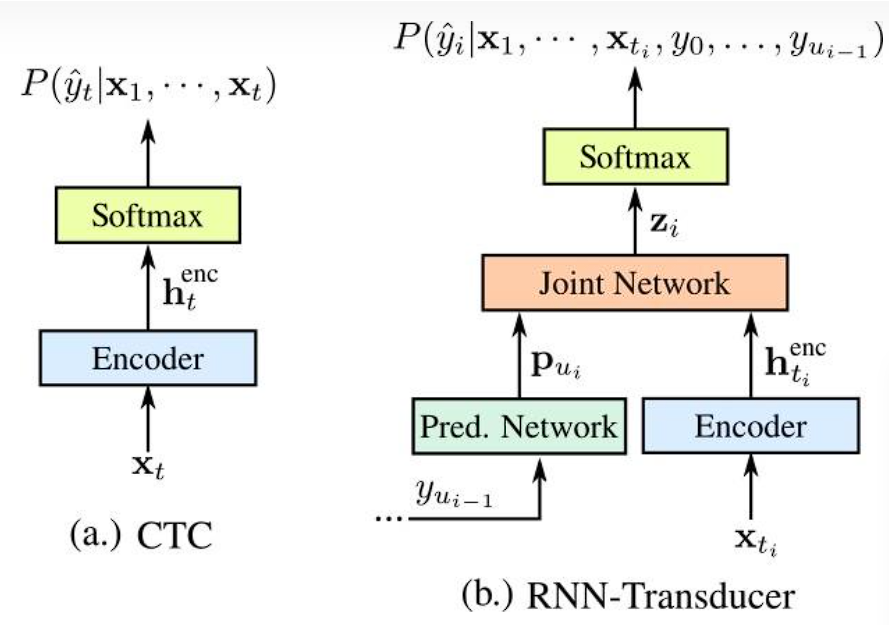 P(ŷ_t|x_1, ⋯ , x_t)
Softmax
h_t^enc
Encoder
x_t
(a.) CTC
P(ŷ_i|x_1, ⋯ , x_{t_i}, y_0, . . . , y_{u_{i−1}})
Softmax
z_i
Joint Network
p_{u_i}
h_{t_i}^enc
Pred. Network
Encoder
... y_{u_{i−1}}
x_{t_i}
(b.) RNN-Transducer